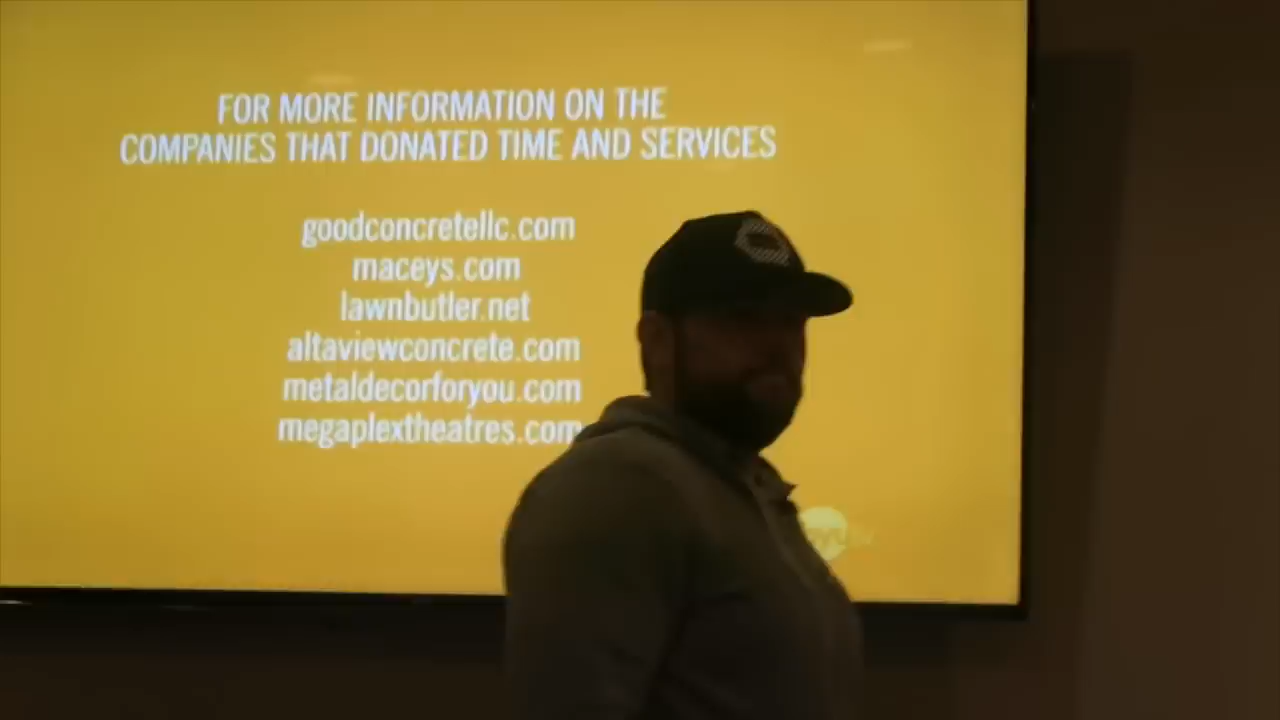 FOR MORE INFORMATION ON THE
COMPANIES THAT DONATED TIME AND SERVICES
goodconcretellc.com
maceys.com
lawnbutler.net
altaviewconcrete.com
metaldecorforyou.com
megaplextheatres.com